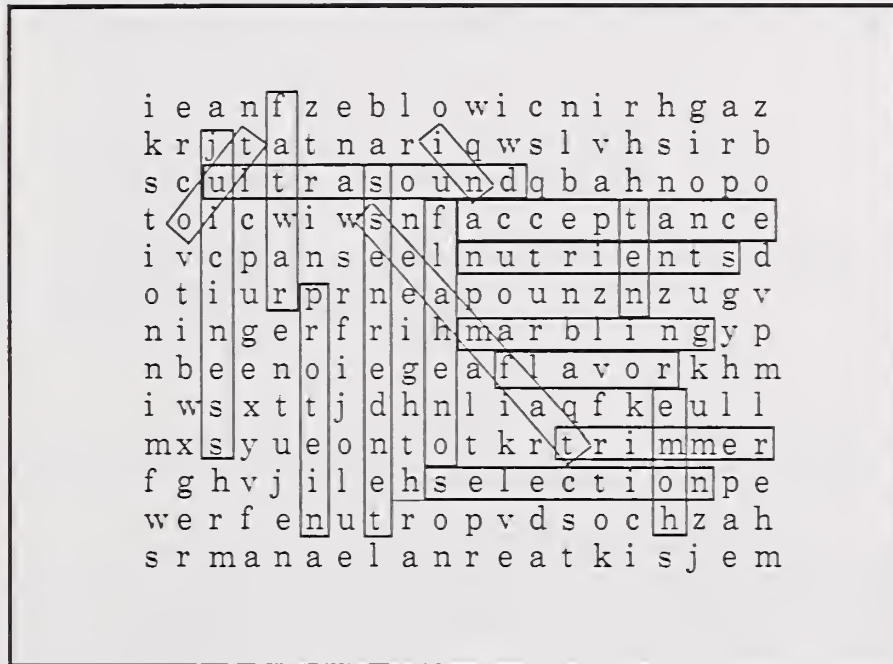 i e a n f z e b l o w i c n i r h g a z
k r j t a t n a r i q w s l v h s i r b
s c u l t r a s o u n d q b a h n o p o
t o i c w i w s n f a c c e p t a n c e
i v c p a n s e e l n u t r i e n t s d
o t i u r p r n e a p o u n z n z u g v
n i n g e r f r i h m a r b l i n g y p
n b e e n o i e g e a f l a v o r k h m
i w s x t t j d h n l i a q f k e u l l
m x s y u e o n t o t k r t r i m m e r
f g h v j i l e h s e l e c t i o n p e
w e r f e n u t r o p v d s o c h z a h
s r m a n a e l a n r e a t k i s j e m